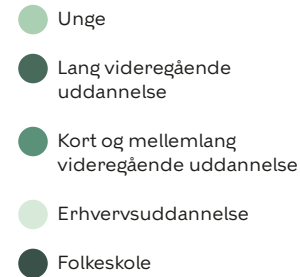 Unge
Lang videregående
uddannelse
Kort og mellemlang
videregående uddannelse
Erhvervsuddannelse
Folkeskole